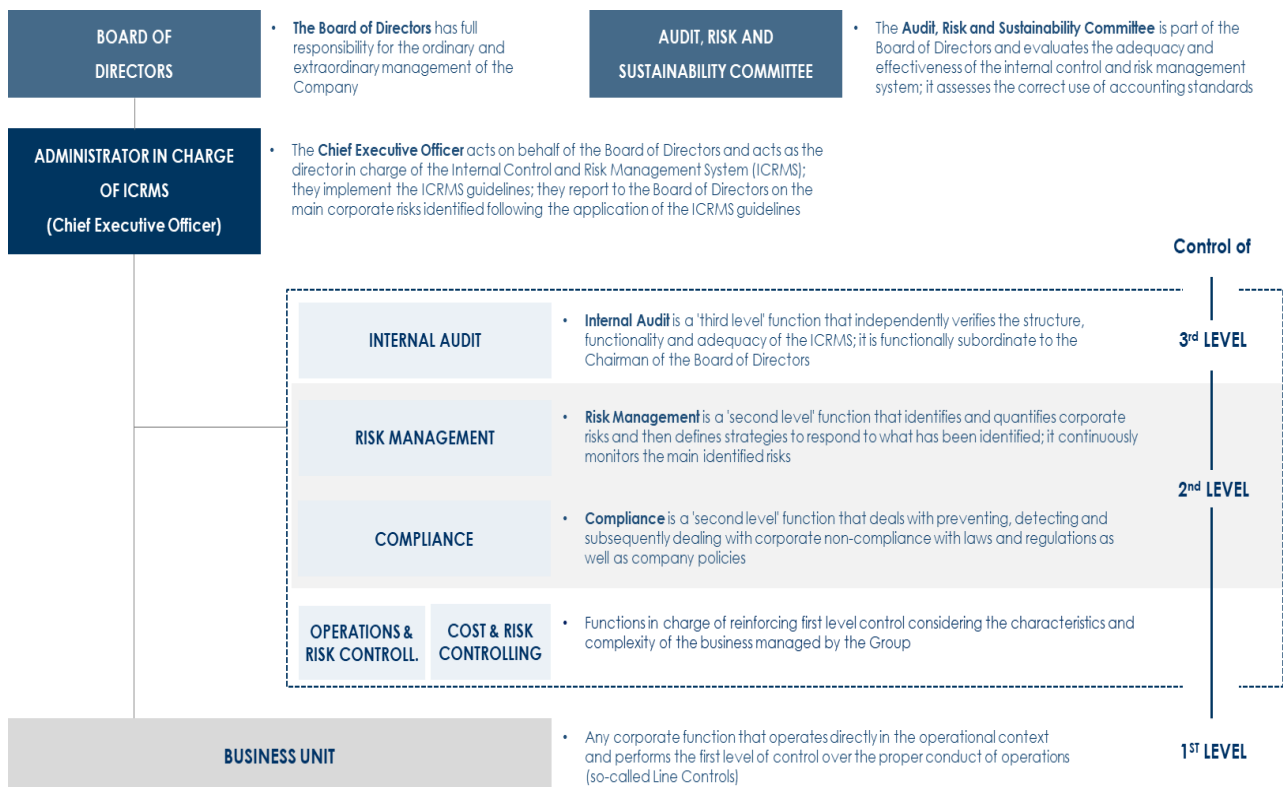 BOARD OF
DIRECTORS
• The Board of Directors has full
responsibility for the ordinary and
extraordinary management of the
Company
AUDIT, RISK AND
SUSTAINABILITY COMMITTEE
• The Audit, Risk and Sustainability Committee is part of the
Board of Directors and evaluates the adequacy and
effectiveness of the internal control and risk management
system; it assesses the correct use of accounting standards
ADMINISTRATOR IN CHARGE
OF ICRMS
(Chief Executive Officer)
• The Chief Executive Officer acts on behalf of the Board of Directors and acts as the
director in charge of the Internal Control and Risk Management System (ICRMS);
they implement the ICRMS guidelines; they report to the Board of Directors on the
main corporate risks identified following the application of the ICRMS guidelines
Control of
INTERNAL AUDIT
• Internal Audit is a 'third level' function that independently verifies the structure,
functionality and adequacy of the ICRMS; it is functionally subordinate to the
Chairman of the Board of Directors
3rd LEVEL
RISK MANAGEMENT
• Risk Management is a 'second level' function that identifies and quantifies corporate
risks and then defines strategies to respond to what has been identified; it continuously
monitors the main identified risks
2nd LEVEL
COMPLIANCE
• Compliance is a 'second level' function that deals with preventing, detecting and
subsequently dealing with corporate non-compliance with laws and regulations as
well as company policies
OPERATIONS &
RISK CONTROLL.
COST & RISK
CONTROLLING
• Functions in charge of reinforcing first level control considering the characteristics and
complexity of the business managed by the Group
BUSINESS UNIT
• Any corporate function that operates directly in the operational context
and performs the first level of control over the proper conduct of operations
(so-called Line Controls)
1ST LEVEL